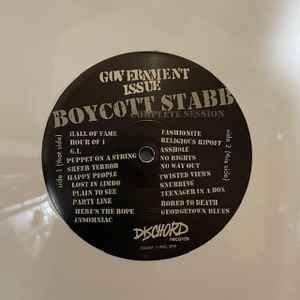 GOVERNMENT
ISSUE
BOYCOTT STABB
COMPLETE SESSION
side 1 (that side)
HALL OF FAME
HOUR OF 1
G.I.
PUPPET ON A STRING
SHEER TERROR
HAPPY PEOPLE
LOST IN LIMBO
PLAIN TO SEE
PARTY LINE
HERE'S THE ROPE
INSOMNIAC
FASHIONITE
RELIGIOUS RIPOFF
ASSHOLE
NO RIGHTS
NO WAY OUT
TWISTED VIEWS
SNUBBING
TEENAGER IN A BOX
BORED TO DEATH
GEORGETOWN BLUES
side 2 (this side)
DISCHORD
records